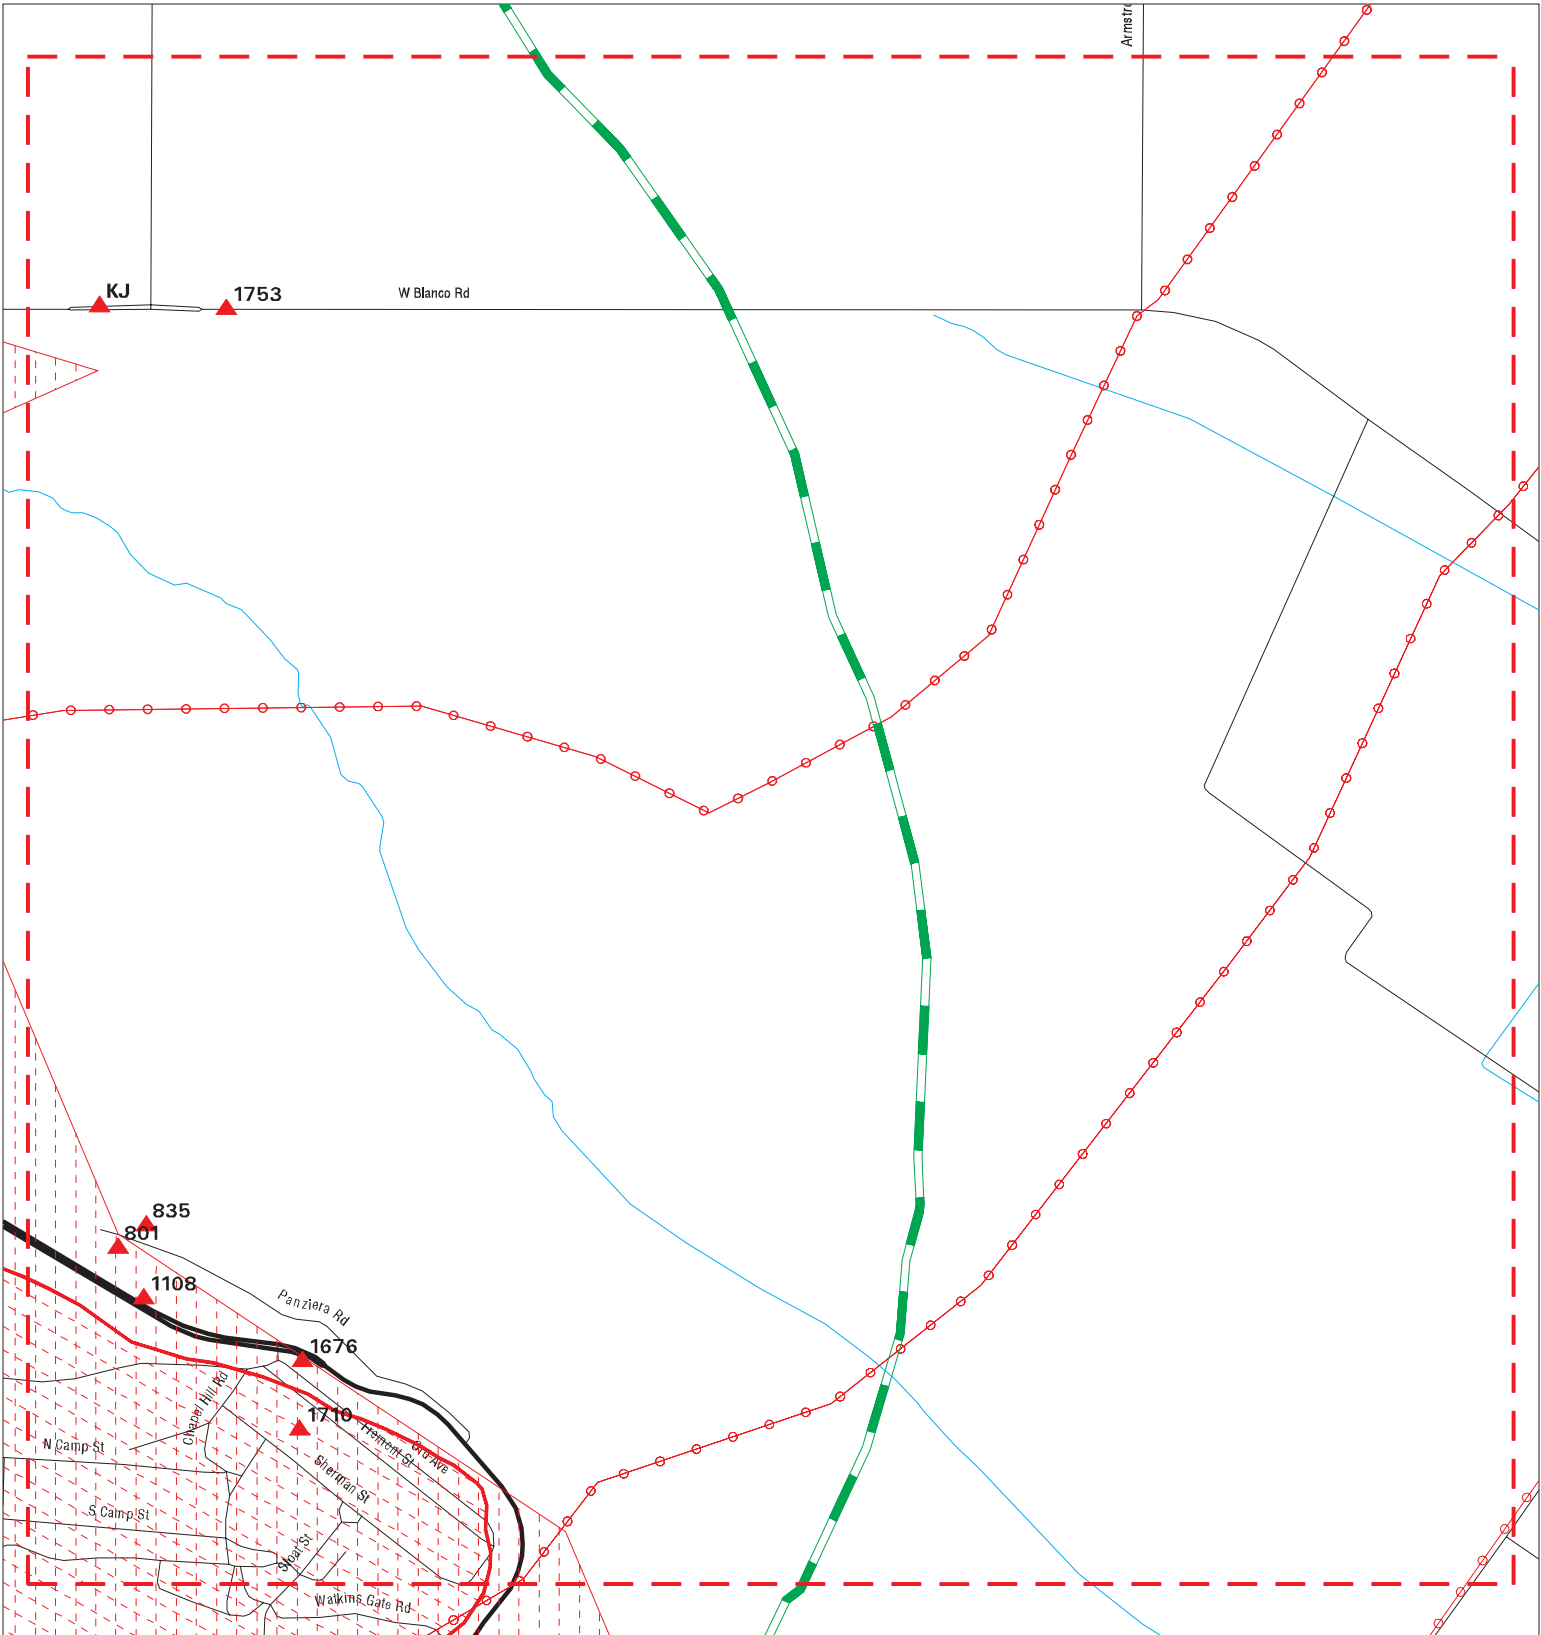 Armstr
KJ
1753
W Blanco Rd
835
801
1108
Panziera Rd
1676
Chapel Hill Rd
1710
N Camp St
Fremont St
Ord Ave
Sherman St
S Camp St
Sloat St
Watkins Gate Rd